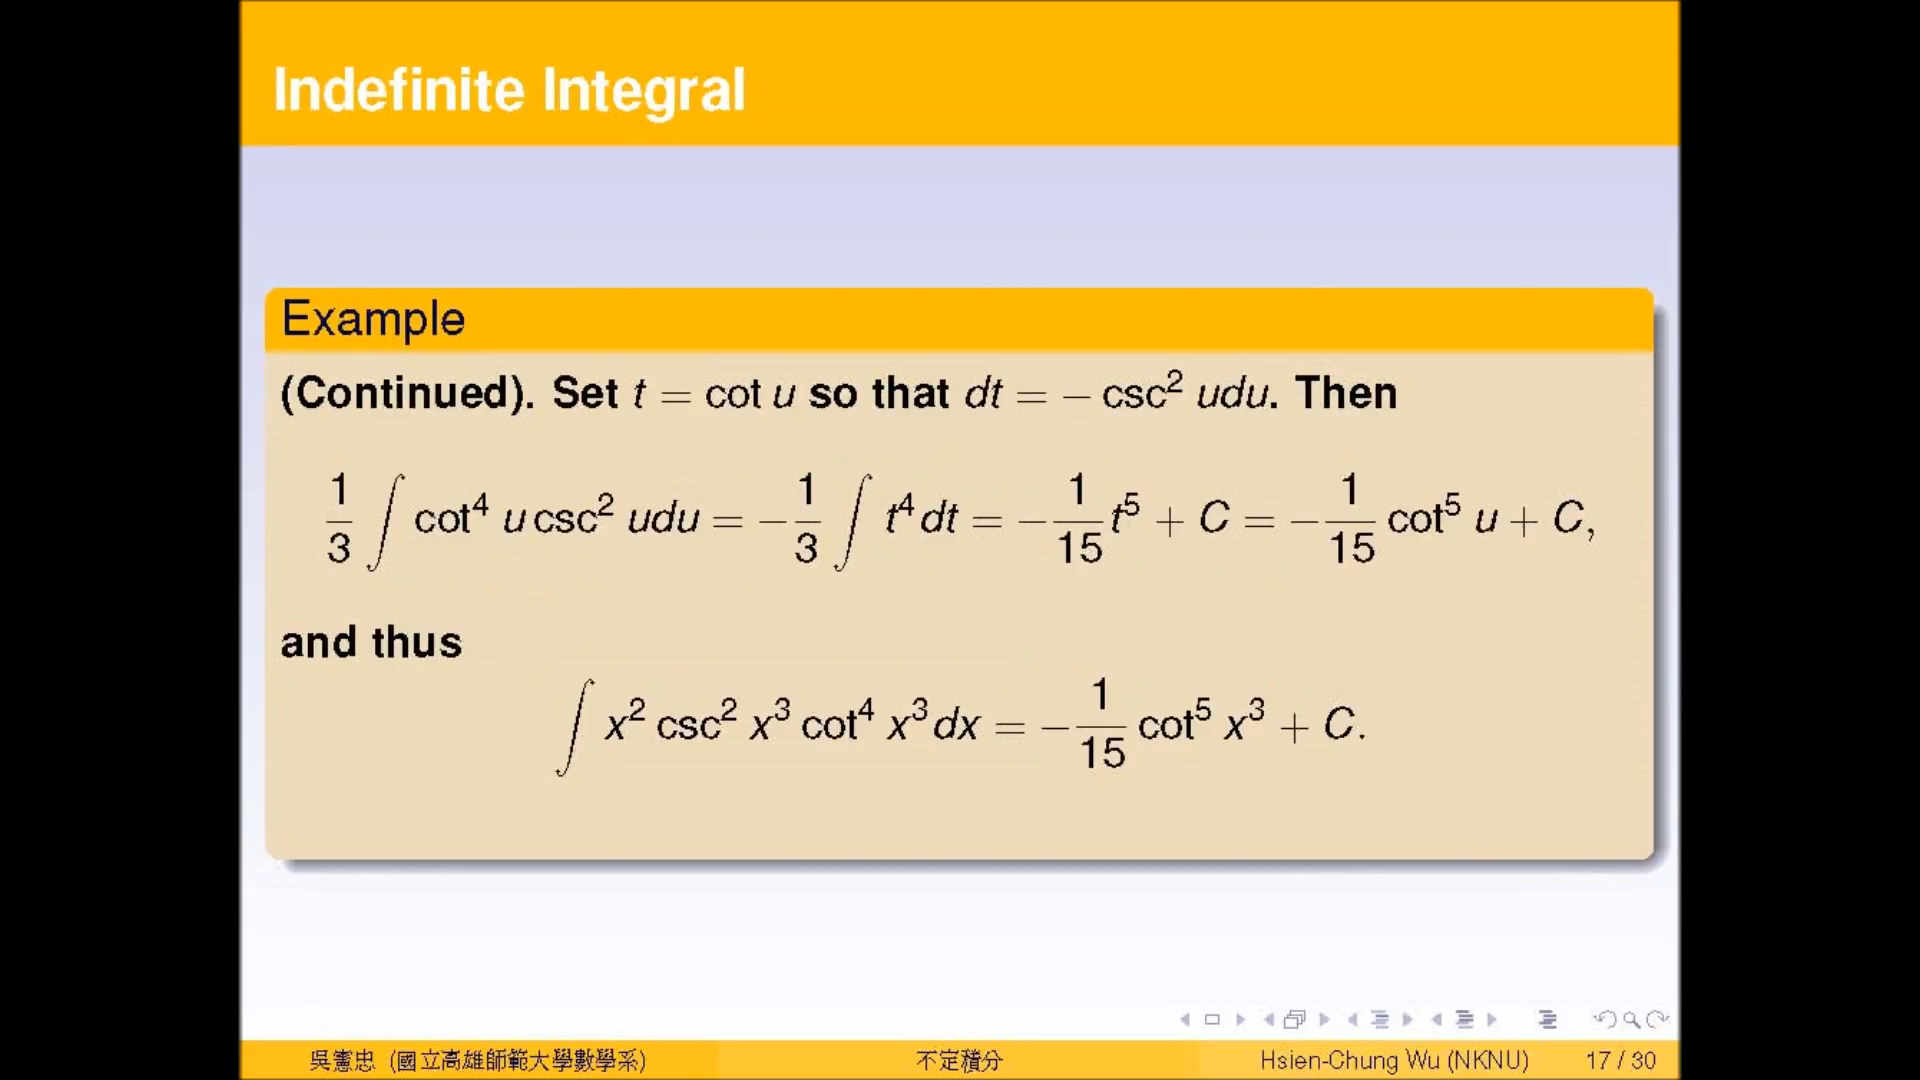 Indefinite Integral
Example
(Continued). Set t = cot u so that dt = − csc² udu. Then
1/3 ∫ cot⁴ u csc² udu = −1/3 ∫ t⁴dt = −1/15 t⁵ + C = −1/15 cot⁵ u + C,
and thus
∫ x² csc² x³ cot⁴ x³dx = −1/15 cot⁵ x³ + C.
吳憲忠 (國立高雄師範大學數學系) 不定積分 Hsien-Chung Wu (NKNU) 17 / 30